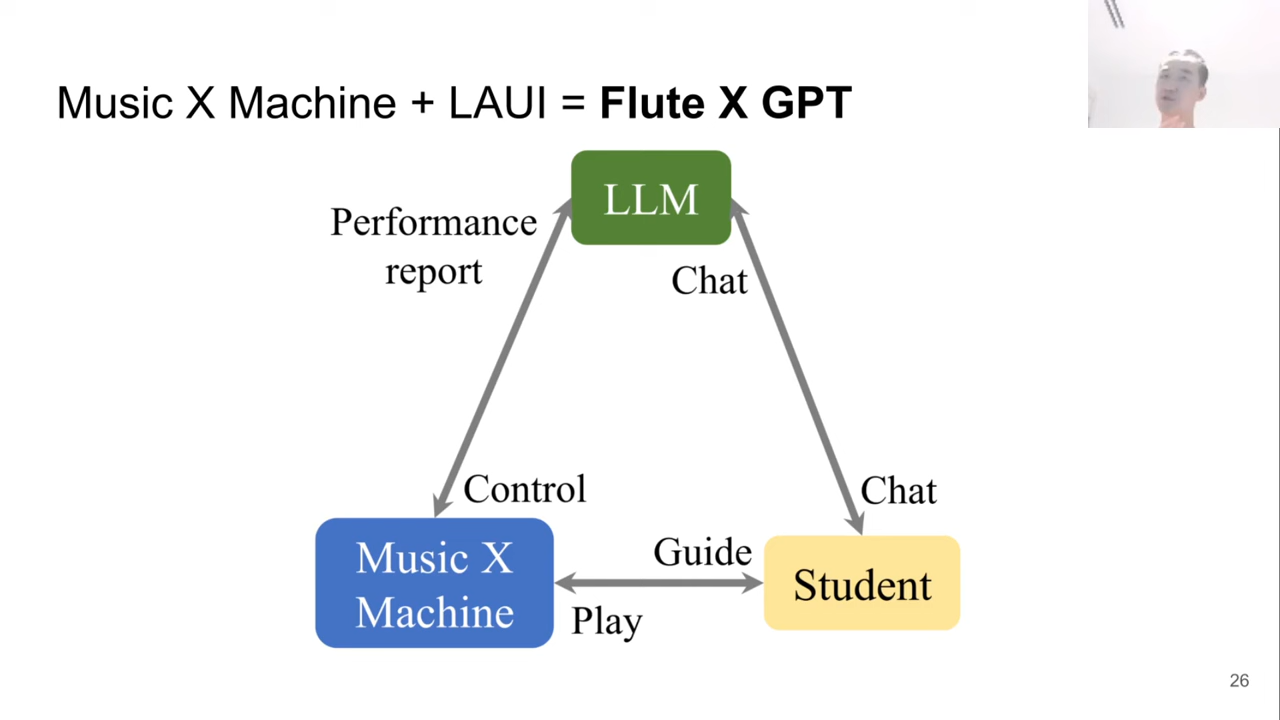 Music X Machine + LAUI = Flute X GPT
LLM
Performance
report
Chat
Control
Chat
Music X
Machine
Guide
Play
Student
26